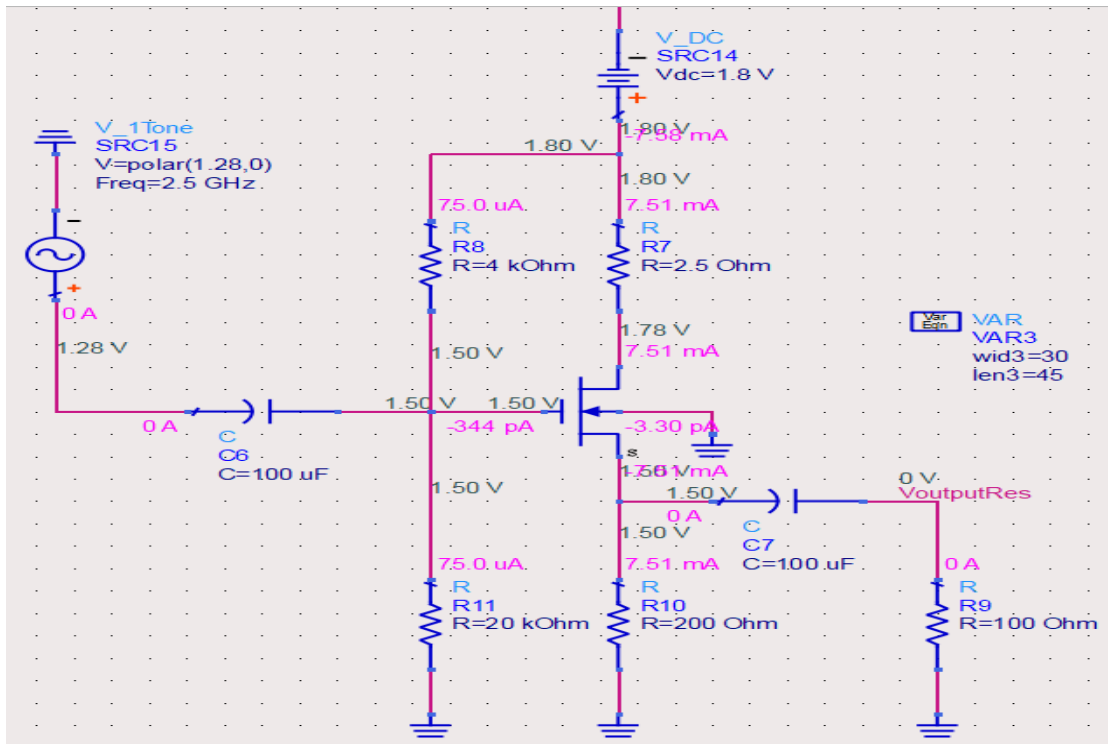 V_DC
SRC14
Vdc=1.8 V
−
+
1.80 V
-7.58 mA
1.80 V
1.80 V
V_1Tone
SRC15
V=polar(1.28,0)
Freq=2.5 GHz
−
+
0 A
1.28 V
75.0 uA
R
R8
R=4 kOhm
7.51 mA
R
R7
R=2.5 Ohm
1.78 V
7.51 mA
1.50 V
Var
Eqn
VAR
VAR3
wid3=30
len3=45
0 A
C
C6
C=100 uF
1.50 V
1.50 V
-344 pA
-3.30 pA
s
1.50 V
1.50 V
0 A
C
C7
C=100 uF
0 V
VoutputRes
1.50 V
75.0 uA
R
R11
R=20 kOhm
7.51 mA
R
R10
R=200 Ohm
0 A
R
R9
R=100 Ohm